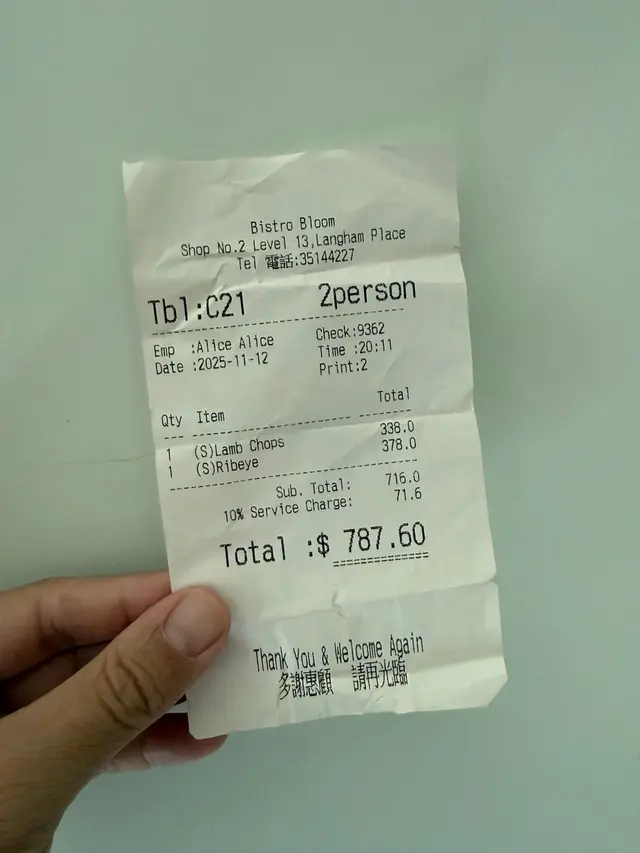 Bistro Bloom
Shop No.2 Level 13,Langham Place
Tel 電話:35144227
Tbl:C21 2person
Emp :Alice Alice Check:9362
Date :2025-11-12 Time :20:11
Print:2
Qty Item Total
1 (S)Lamb Chops 338.0
1 (S)Ribeye 378.0
Sub. Total: 716.0
10% Service Charge: 71.6
Total :$ 787.60
Thank You & Welcome Again
多謝惠顧 請再光臨